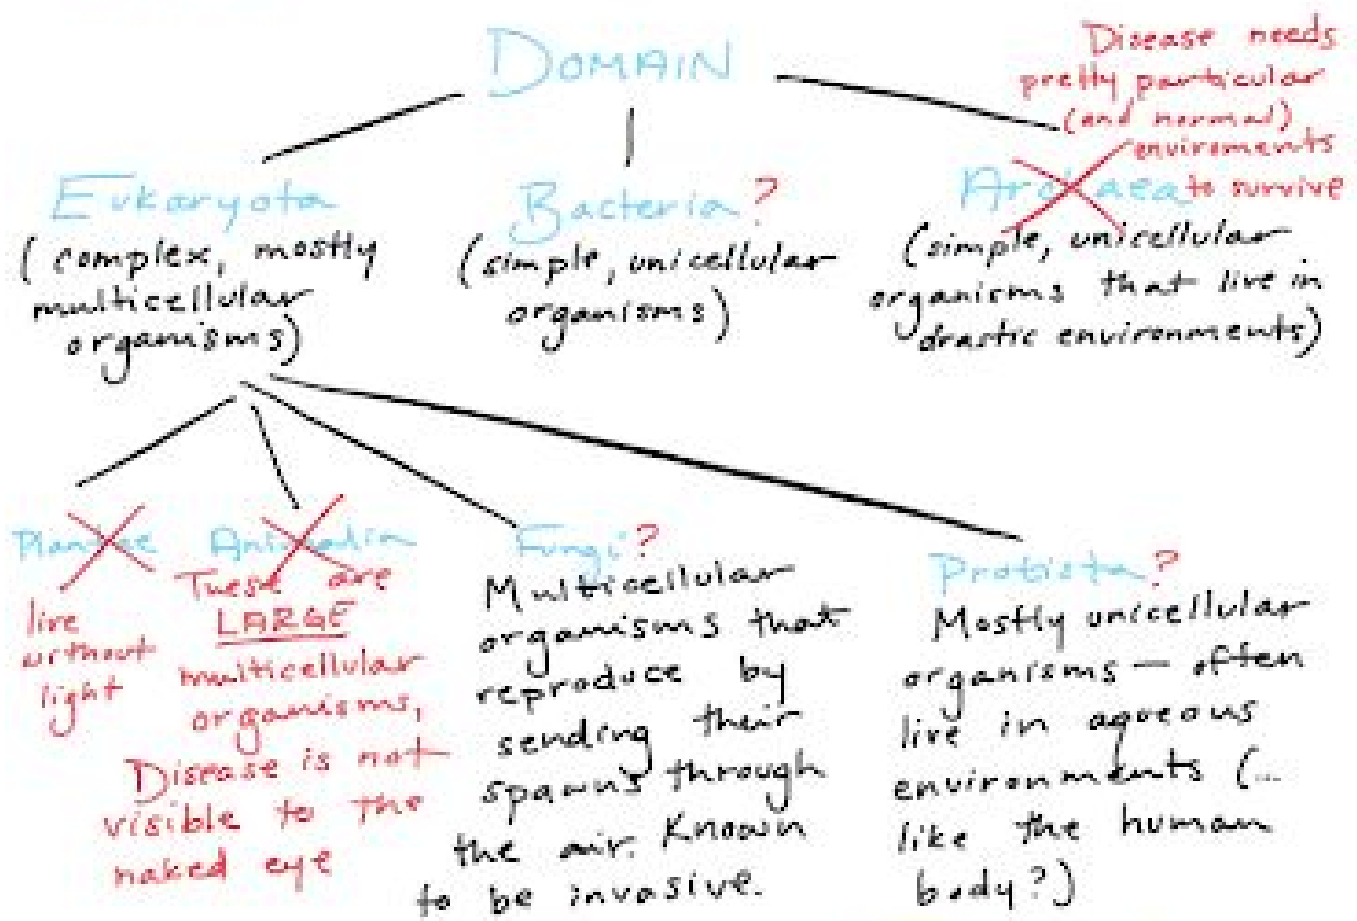 DOMAIN
Disease needs
pretty particular
(and normal)
enviroments
to survive
Eukaryota
(complex, mostly
multicellular
organisms)
Bacteria?
(simple, unicellular
organisms)
Archaea
(simple, unicellular
organisms that live in
drastic environments)
Plantae
live
without
light
Animalia
These are
LARGE
multicellular
organisms,
Disease is not
visible to the
naked eye
Fungi?
Multicellular
organisms that
reproduce by
sending their
spawns through
the air. Known
to be invasive.
Protista?
Mostly unicellular
organisms — often
live in aqueous
environments (...
like the human
body?)